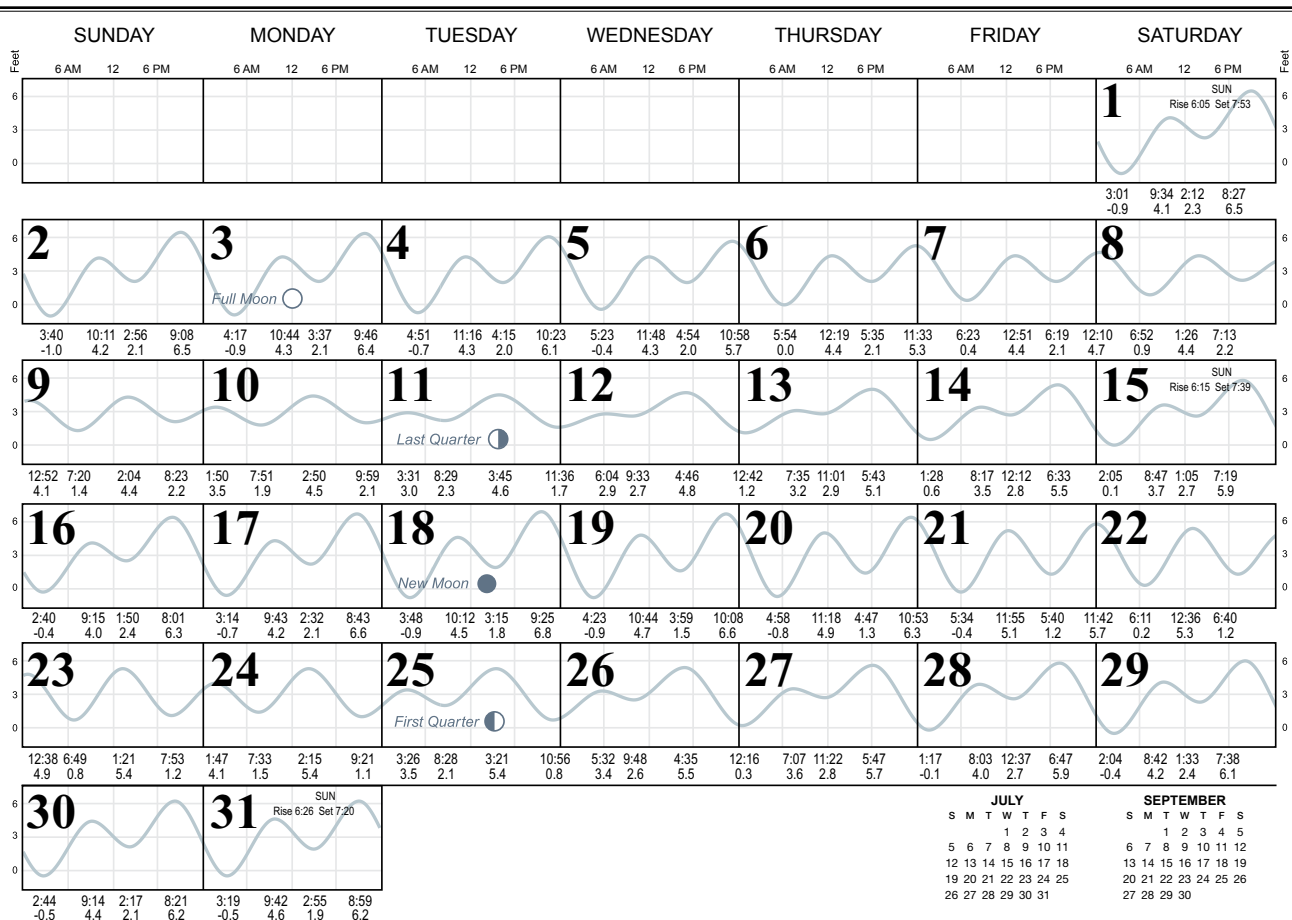 SUNDAY MONDAY TUESDAY WEDNESDAY THURSDAY FRIDAY SATURDAY
Feet 6 AM 12 6 PM 6 AM 12 6 PM 6 AM 12 6 PM 6 AM 12 6 PM 6 AM 12 6 PM 6 AM 12 6 PM 6 AM 12 6 PM Feet
6 3 0
1 SUN
Rise 6:05 Set 7:53
6 3 0
3:01 9:34 2:12 8:27
-0.9 4.1 2.3 6.5
6 3 0
2 3 4 5 6 7 8
Full Moon
6 3 0
3:40 10:11 2:56 9:08 4:17 10:44 3:37 9:46 4:51 11:16 4:15 10:23 5:23 11:48 4:54 10:58 5:54 12:19 5:35 11:33 6:23 12:51 6:19 12:10 6:52 1:26 7:13
-1.0 4.2 2.1 6.5 -0.9 4.3 2.1 6.4 -0.7 4.3 2.0 6.1 -0.4 4.3 2.0 5.7 0.0 4.4 2.1 5.3 0.4 4.4 2.1 4.7 0.9 4.4 2.2
6 3 0
9 10 11 12 13 14 15 SUN
Rise 6:15 Set 7:39
Last Quarter
6 3 0
12:52 7:20 2:04 8:23 1:50 7:51 2:50 9:59 3:31 8:29 3:45 11:36 6:04 9:33 4:46 12:42 7:35 11:01 5:43 1:28 8:17 12:12 6:33 2:05 8:47 1:05 7:19
4.1 1.4 4.4 2.2 3.5 1.9 4.5 2.1 3.0 2.3 4.6 1.7 2.9 2.7 4.8 1.2 3.2 2.9 5.1 0.6 3.5 2.8 5.5 0.1 3.7 2.7 5.9
6 3 0
16 17 18 19 20 21 22
New Moon
6 3 0
2:40 9:15 1:50 8:01 3:14 9:43 2:32 8:43 3:48 10:12 3:15 9:25 4:23 10:44 3:59 10:08 4:58 11:18 4:47 10:53 5:34 11:55 5:40 11:42 6:11 12:36 6:40
-0.4 4.0 2.4 6.3 -0.7 4.2 2.1 6.6 -0.9 4.5 1.8 6.8 -0.9 4.7 1.5 6.6 -0.8 4.9 1.3 6.3 -0.4 5.1 1.2 5.7 0.2 5.3 1.2
6 3 0
23 24 25 26 27 28 29
First Quarter
6 3 0
12:38 6:49 1:21 7:53 1:47 7:33 2:15 9:21 3:26 8:28 3:21 10:56 5:32 9:48 4:35 12:16 7:07 11:22 5:47 1:17 8:03 12:37 6:47 2:04 8:42 1:33 7:38
4.9 0.8 5.4 1.2 4.1 1.5 5.4 1.1 3.5 2.1 5.4 0.8 3.4 2.6 5.5 0.3 3.6 2.8 5.7 -0.1 4.0 2.7 5.9 -0.4 4.2 2.4 6.1
6 3 0
30 31 SUN
Rise 6:26 Set 7:20
2:44 9:14 2:17 8:21 3:19 9:42 2:55 8:59
-0.5 4.4 2.1 6.2 -0.5 4.6 1.9 6.2
JULY
S M T W T F S
1 2 3 4
5 6 7 8 9 10 11
12 13 14 15 16 17 18
19 20 21 22 23 24 25
26 27 28 29 30 31
SEPTEMBER
S M T W T F S
1 2 3 4 5
6 7 8 9 10 11 12
13 14 15 16 17 18 19
20 21 22 23 24 25 26
27 28 29 30